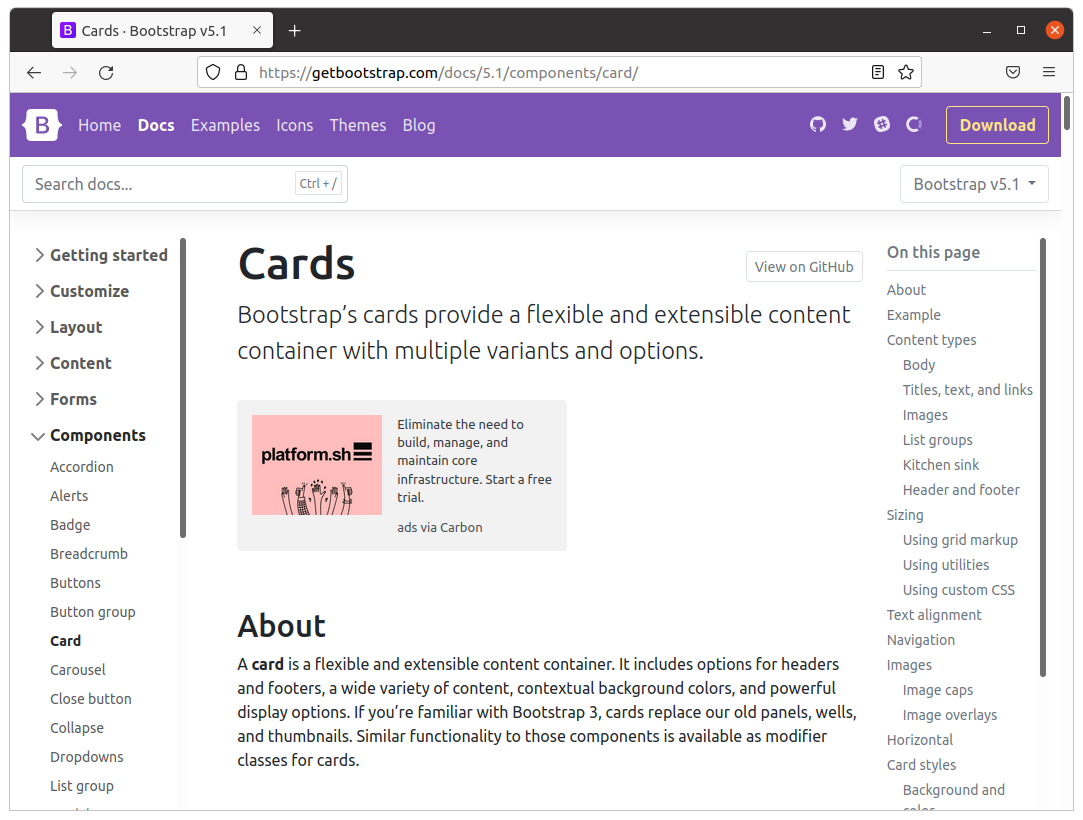 Cards · Bootstrap v5.1
https://getbootstrap.com/docs/5.1/components/card/
B Home Docs Examples Icons Themes Blog Download
Search docs... Ctrl + / Bootstrap v5.1
Getting started
Customize
Layout
Content
Forms
Components
Accordion
Alerts
Badge
Breadcrumb
Buttons
Button group
Card
Carousel
Close button
Collapse
Dropdowns
List group
Cards
View on GitHub
Bootstrap’s cards provide a flexible and extensible content
container with multiple variants and options.
platform.sh
Eliminate the need to
build, manage, and
maintain core
infrastructure. Start a free
trial.
ads via Carbon
About
A card is a flexible and extensible content container. It includes options for headers
and footers, a wide variety of content, contextual background colors, and powerful
display options. If you’re familiar with Bootstrap 3, cards replace our old panels, wells,
and thumbnails. Similar functionality to those components is available as modifier
classes for cards.
On this page
About
Example
Content types
Body
Titles, text, and links
Images
List groups
Kitchen sink
Header and footer
Sizing
Using grid markup
Using utilities
Using custom CSS
Text alignment
Navigation
Images
Image caps
Image overlays
Horizontal
Card styles
Background and